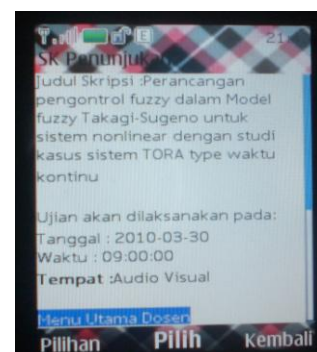 21
SK Penunjuk
Judul Skripsi :Perancangan
pengontrol fuzzy dalam Model
fuzzy Takagi-Sugeno untuk
sistem nonlinear dengan studi
kasus sistem TORA type waktu
kontinu
Ujian akan dilaksanakan pada:
Tanggal : 2010-03-30
Waktu : 09:00:00
Tempat :Audio Visual
Menu Utama Dosen
Pilihan Pilih Kembali